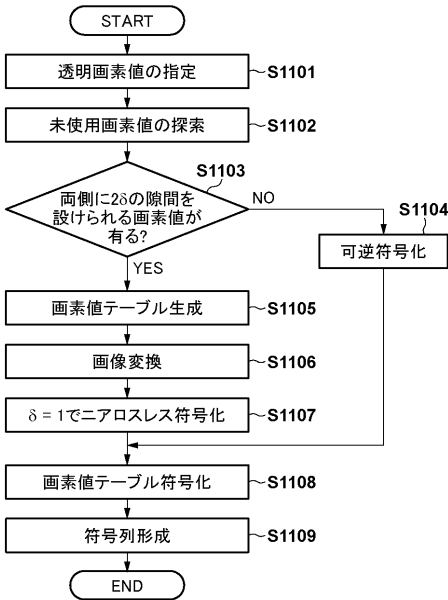 START
透明画素値の指定
S1101
未使用画素値の探索
S1102
S1103
両側に2δの隙間を
設けられる画素値が
有る?
NO
YES
S1104
可逆符号化
画素値テーブル生成
S1105
画像変換
S1106
δ = 1でニアロスレス符号化
S1107
画素値テーブル符号化
S1108
符号列形成
S1109
END